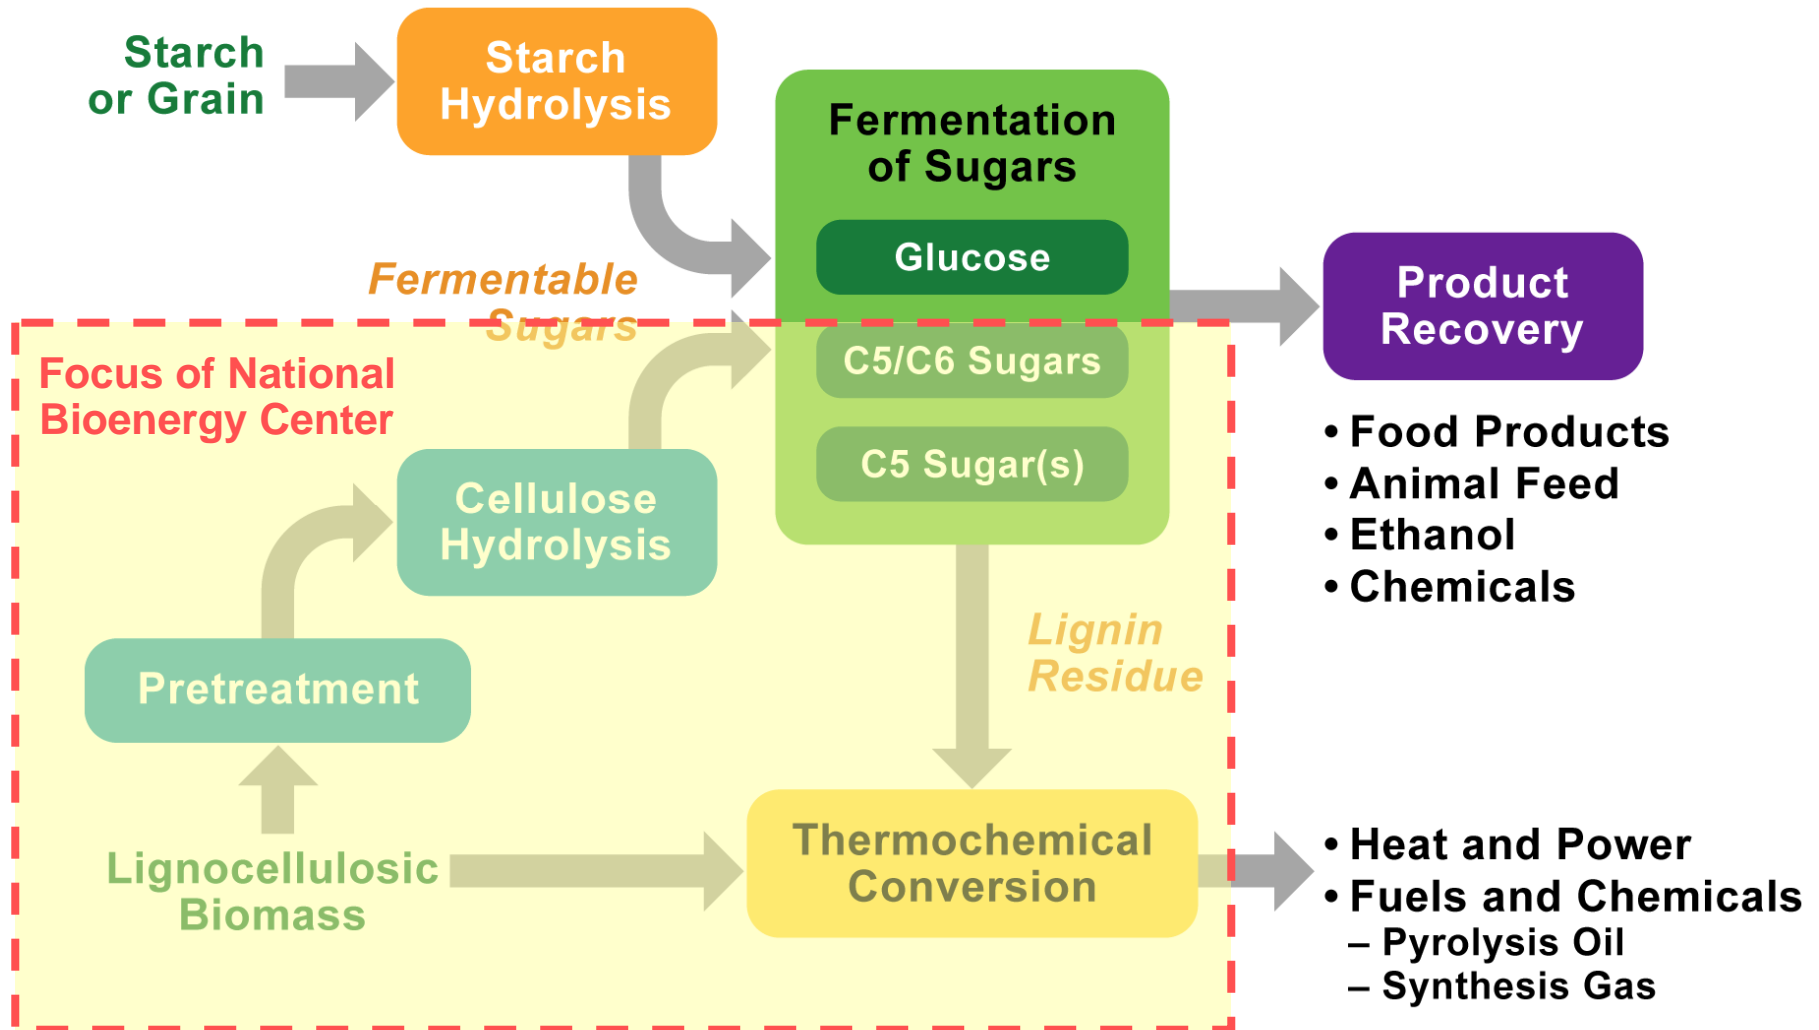 Starch
or Grain
Starch
Hydrolysis
Fermentation
of Sugars
Glucose
Fermentable
Sugars
C5/C6 Sugars
C5 Sugar(s)
Product
Recovery
• Food Products
• Animal Feed
• Ethanol
• Chemicals
Focus of National
Bioenergy Center
Cellulose
Hydrolysis
Pretreatment
Lignin
Residue
Lignocellulosic
Biomass
Thermochemical
Conversion
• Heat and Power
• Fuels and Chemicals
– Pyrolysis Oil
– Synthesis Gas